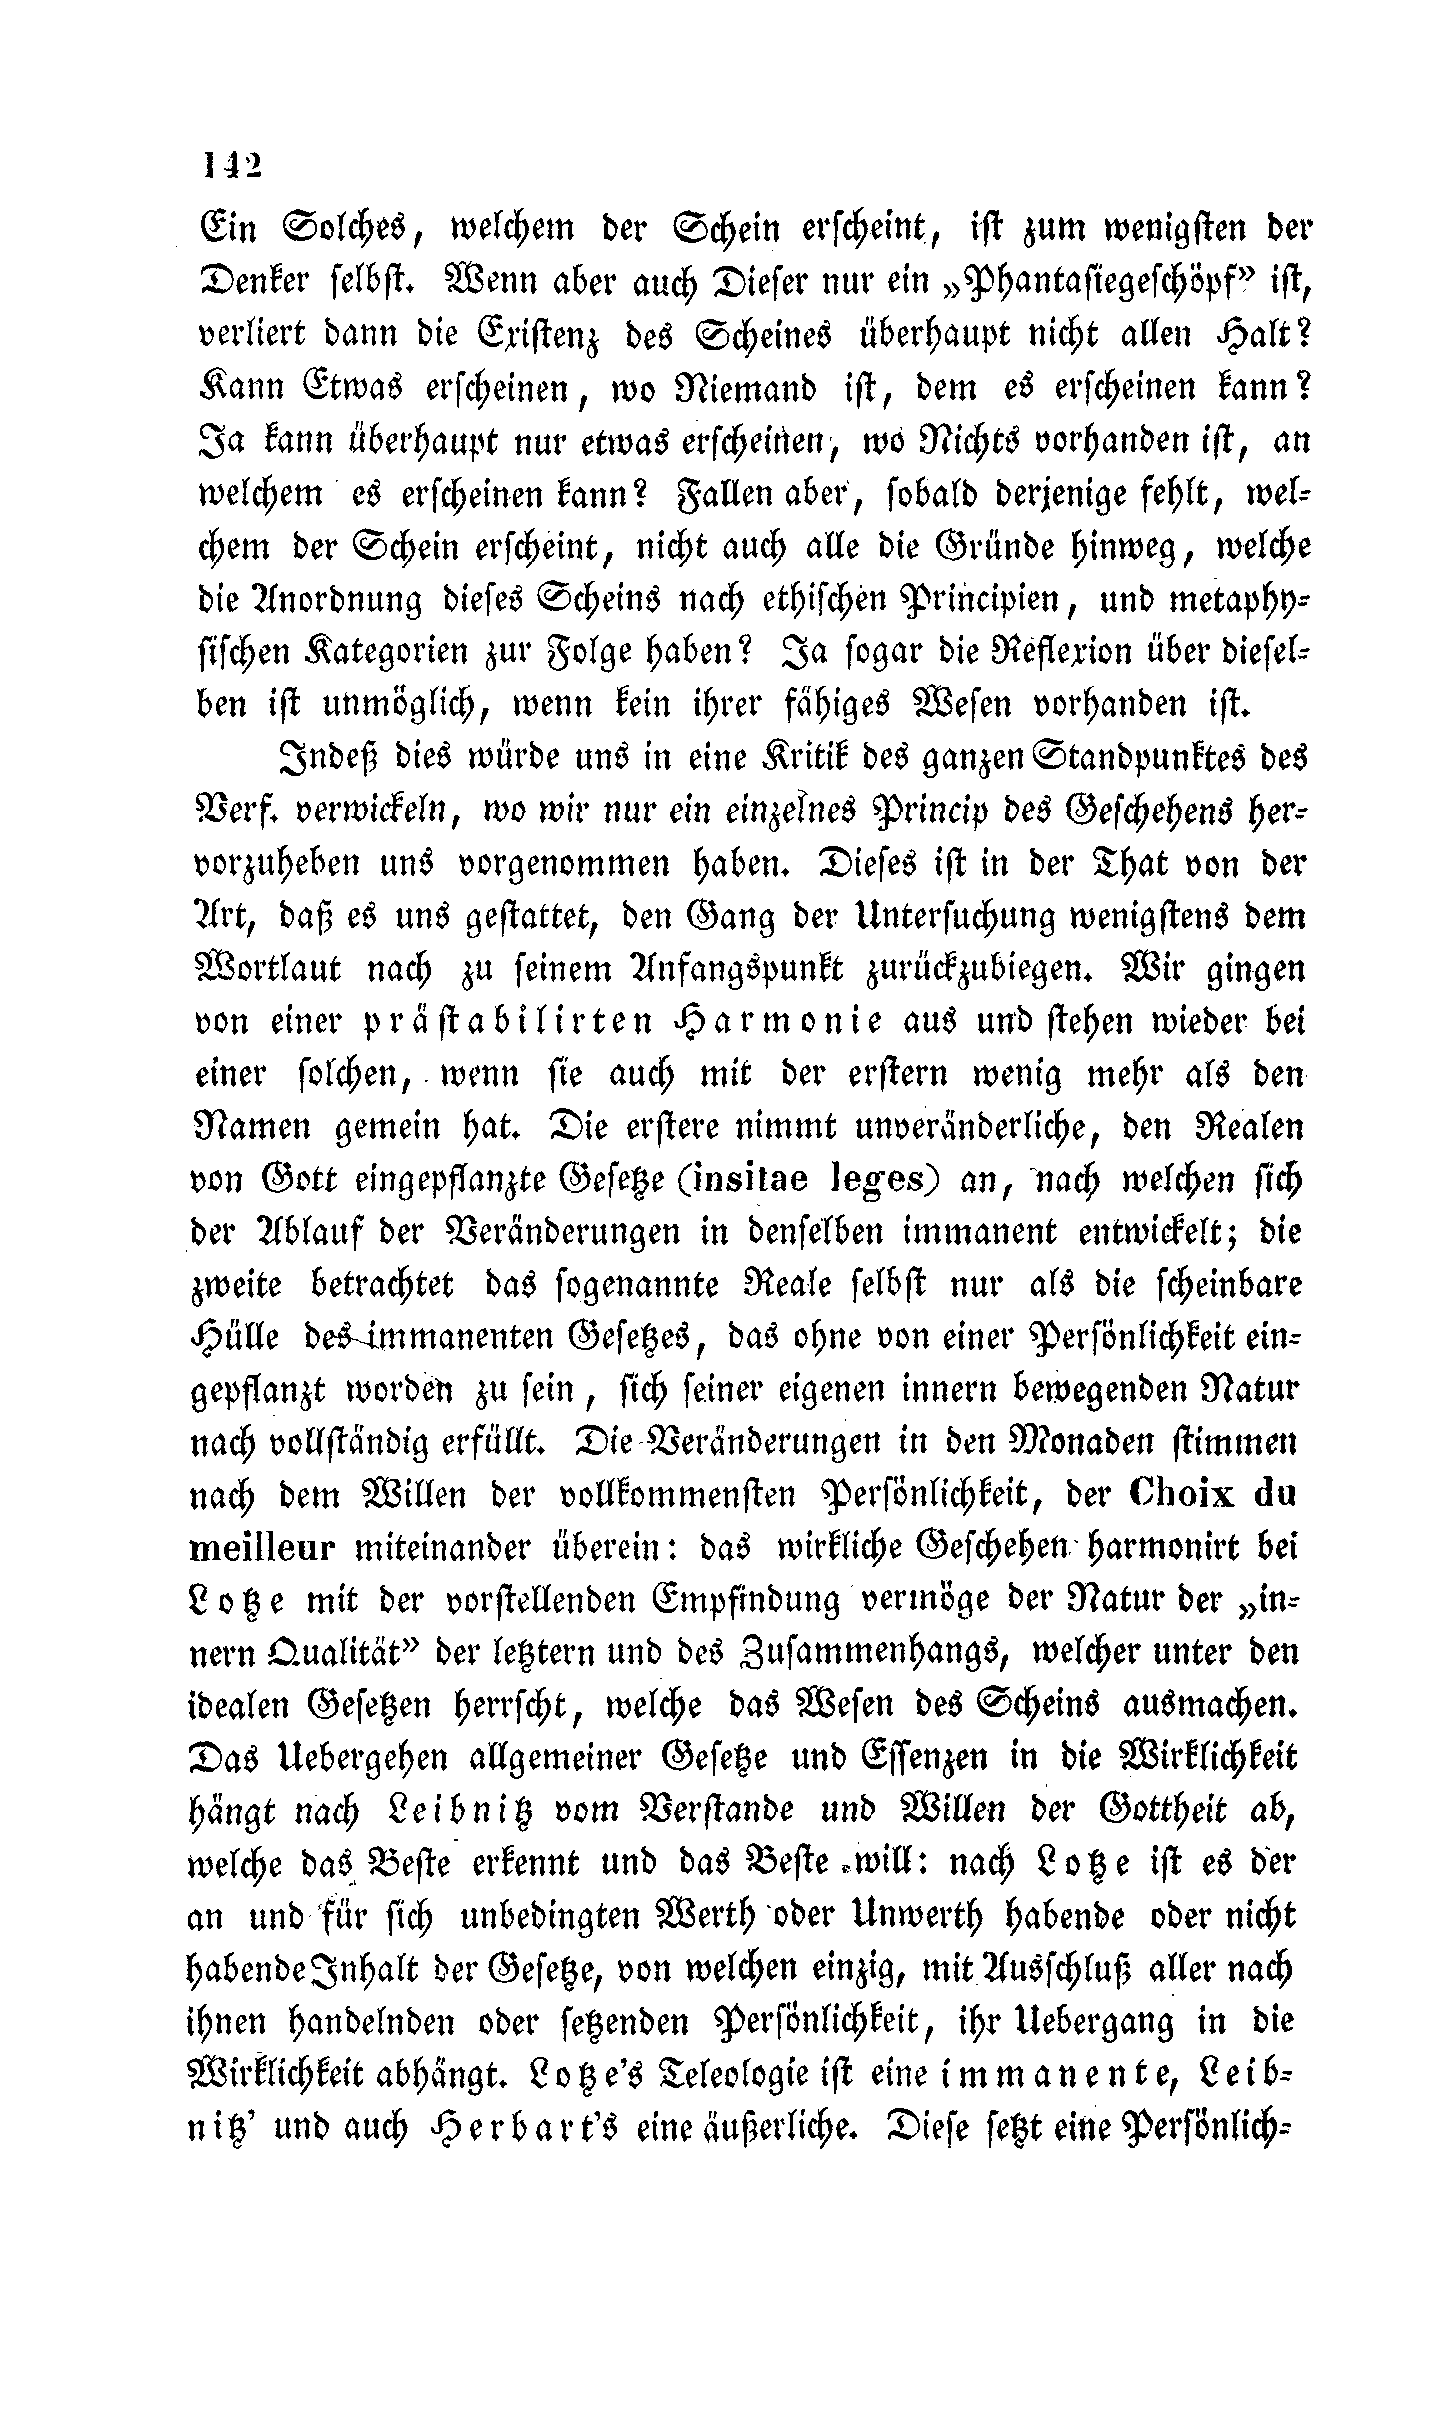 142
Ein Solches, welchem der Schein erscheint, ist zum wenigsten der
Denker selbst. Wenn aber auch Dieser nur ein „Phantasiegeschöpf” ist,
verliert dann die Existenz des Scheines überhaupt nicht allen Halt?
Kann Etwas erscheinen, wo Niemand ist, dem es erscheinen kann?
Ja kann überhaupt nur etwas erscheinen, wo Nichts vorhanden ist, an
welchem es erscheinen kann? Fallen aber, sobald derjenige fehlt, wel-
chem der Schein erscheint, nicht auch alle die Gründe hinweg, welche
die Anordnung dieses Scheins nach ethischen Principien, und metaphy-
sischen Kategorien zur Folge haben? Ja sogar die Reflexion über diesel-
ben ist unmöglich, wenn kein ihrer fähiges Wesen vorhanden ist.
Indeß dies würde uns in eine Kritik des ganzen Standpunktes des
Verf. verwickeln, wo wir nur ein einzelnes Princip des Geschehens her-
vorzuheben uns vorgenommen haben. Dieses ist in der That von der
Art, daß es uns gestattet, den Gang der Untersuchung wenigstens dem
Wortlaut nach zu seinem Anfangspunkt zurückzubiegen. Wir gingen
von einer prästabilirten Harmonie aus und stehen wieder bei
einer solchen, wenn sie auch mit der erstern wenig mehr als den
Namen gemein hat. Die erstere nimmt unveränderliche, den Realen
von Gott eingepflanzte Gesetze (insitae leges) an, nach welchen sich
der Ablauf der Veränderungen in denselben immanent entwickelt; die
zweite betrachtet das sogenannte Reale selbst nur als die scheinbare
Hülle des immanenten Gesetzes, das ohne von einer Persönlichkeit ein-
gepflanzt worden zu sein, sich seiner eigenen innern bewegenden Natur
nach vollständig erfüllt. Die Veränderungen in den Monaden stimmen
nach dem Willen der vollkommensten Persönlichkeit, der Choix du
meilleur miteinander überein: das wirkliche Geschehen harmonirt bei
Lotze mit der vorstellenden Empfindung vermöge der Natur der „in-
nern Qualität” der letztern und des Zusammenhangs, welcher unter den
idealen Gesetzen herrscht, welche das Wesen des Scheins ausmachen.
Das Uebergehen allgemeiner Gesetze und Essenzen in die Wirklichkeit
hängt nach Leibnitz vom Verstande und Willen der Gottheit ab,
welche das Beste erkennt und das Beste will: nach Lotze ist es der
an und für sich unbedingten Werth oder Unwerth habende oder nicht
habende Inhalt der Gesetze, von welchen einzig, mit Ausschluß aller nach
ihnen handelnden oder setzenden Persönlichkeit, ihr Uebergang in die
Wirklichkeit abhängt. Lotze's Teleologie ist eine immanente, Leib-
nitz' und auch Herbart's eine äußerliche. Diese setzt eine Persönlich-